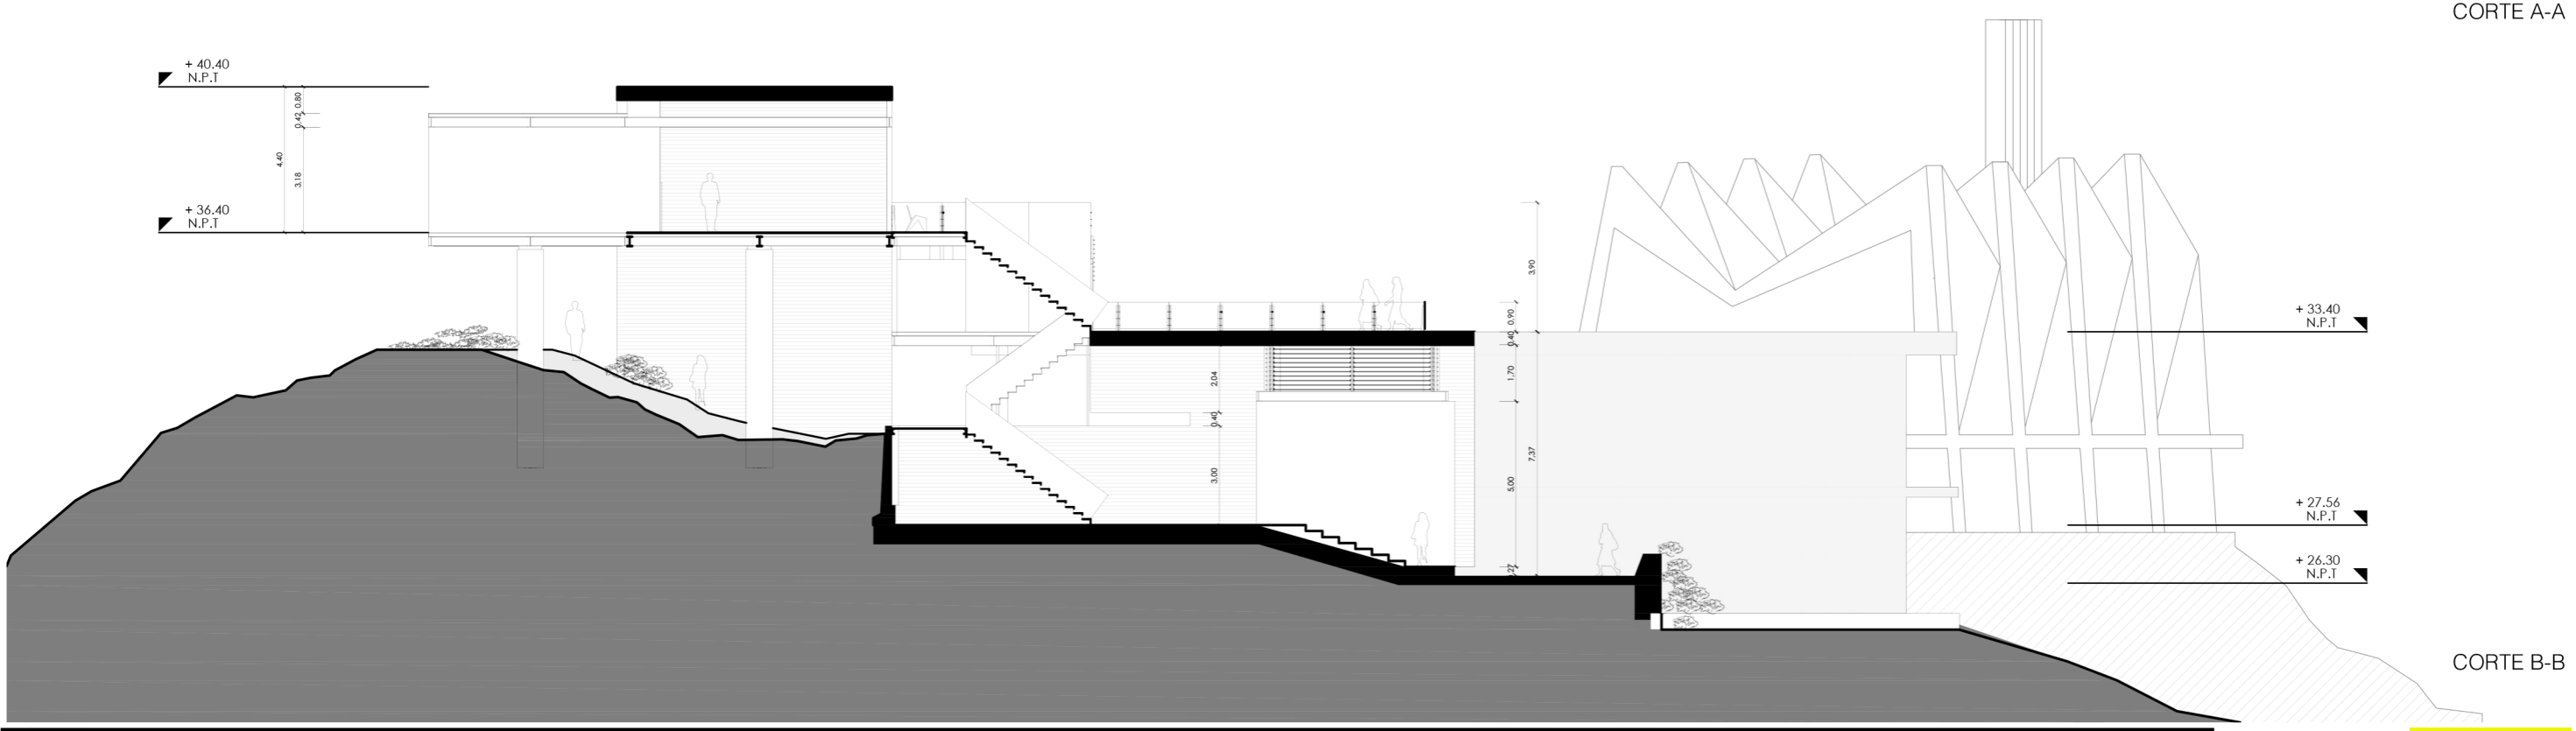 CORTE A-A
+ 40.40
N.P.T
0.80
0.42
4.40
3.18
+ 36.40
N.P.T
3.90
0.90
+ 33.40
N.P.T
0.40
1.70
2.04
0.40
7.37
3.00
5.00
+ 27.56
N.P.T
+ 26.30
N.P.T
0.27
CORTE B-B